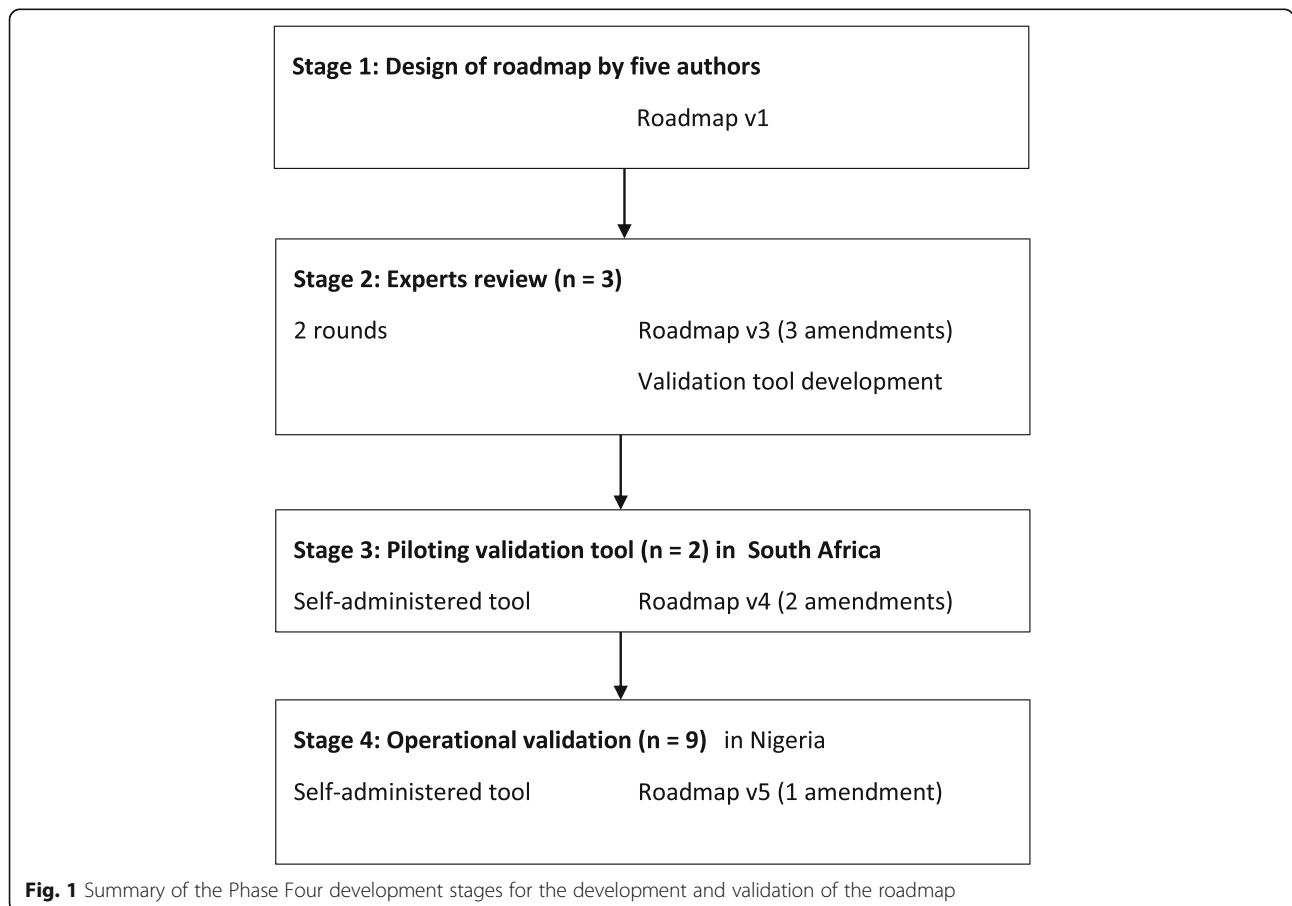 Stage 1: Design of roadmap by five authors
Roadmap v1
Stage 2: Experts review (n = 3)
2 rounds Roadmap v3 (3 amendments)
Validation tool development
Stage 3: Piloting validation tool (n = 2) in South Africa
Self-administered tool Roadmap v4 (2 amendments)
Stage 4: Operational validation (n = 9) in Nigeria
Self-administered tool Roadmap v5 (1 amendment)
Fig. 1 Summary of the Phase Four development stages for the development and validation of the roadmap